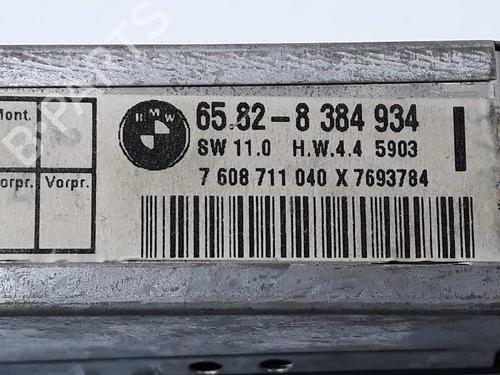 Mont.
BMW
65.82-8 384 934
SW 11.0 H.W.4.4 5903
7 608 711 040 X 7693784
Vorpr. Vorpr.